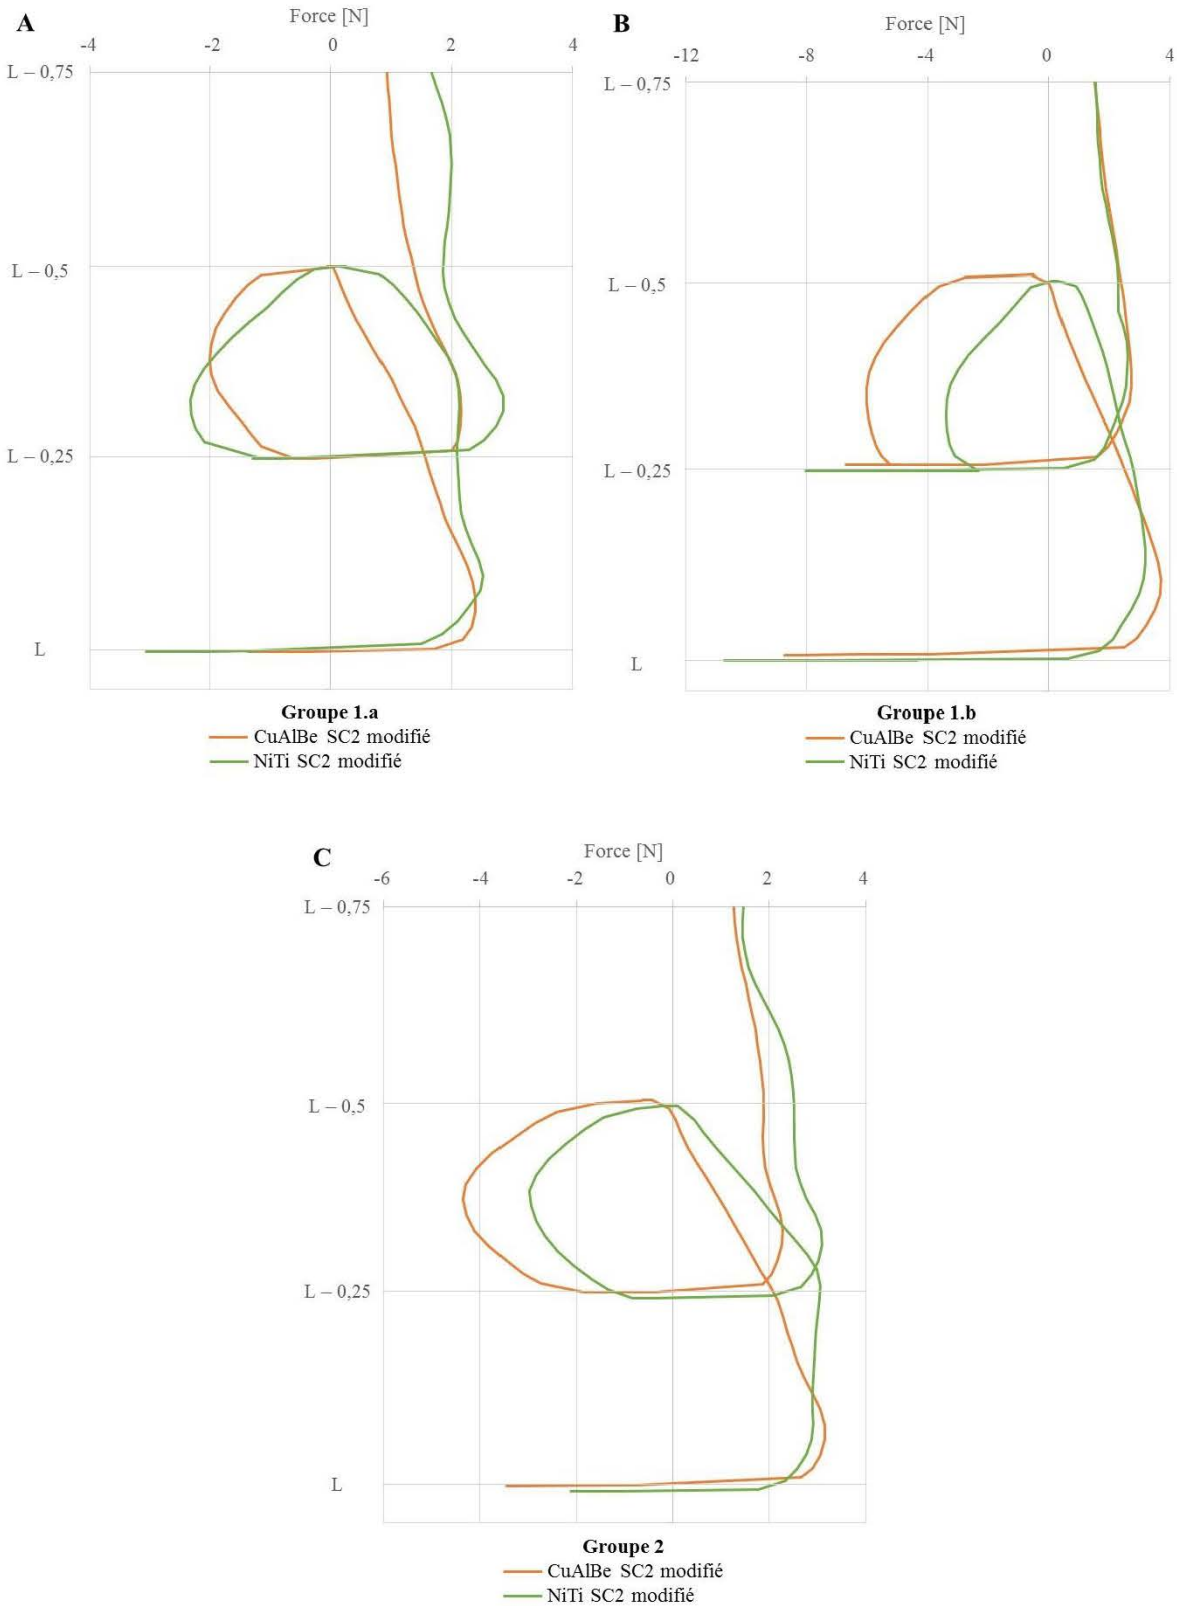 A
Force [N]
-4 -2 0 2 4
L – 0,75
L – 0,5
L – 0,25
L
Groupe 1.a
CuAlBe SC2 modifié
NiTi SC2 modifié
B
Force [N]
-12 -8 -4 0 4
L – 0,75
L – 0,5
L – 0,25
L
Groupe 1.b
CuAlBe SC2 modifié
NiTi SC2 modifié
C
Force [N]
-6 -4 -2 0 2 4
L – 0,75
L – 0,5
L – 0,25
L
Groupe 2
CuAlBe SC2 modifié
NiTi SC2 modifié